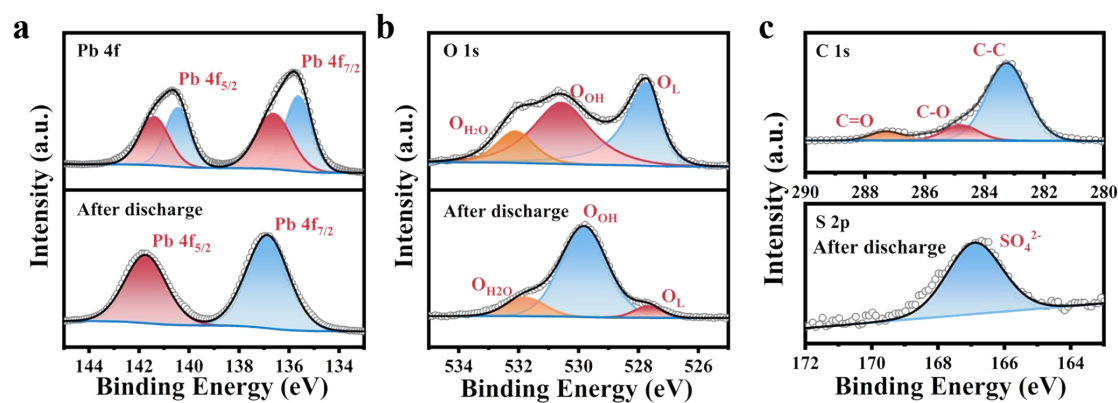 a
Pb 4f
Pb 4f5/2
Pb 4f7/2
After discharge
Pb 4f5/2
Pb 4f7/2
144 142 140 138 136 134
Binding Energy (eV)
Intensity (a.u.)
b
O 1s
OH2O
OOH
OL
After discharge
OH2O
OOH
OL
534 532 530 528 526
Binding Energy (eV)
Intensity (a.u.)
c
C 1s
C=O
C-O
C-C
290 288 286 284 282 280
S 2p
After discharge
SO42-
172 170 168 166 164
Binding Energy (eV)
Intensity (a.u.)